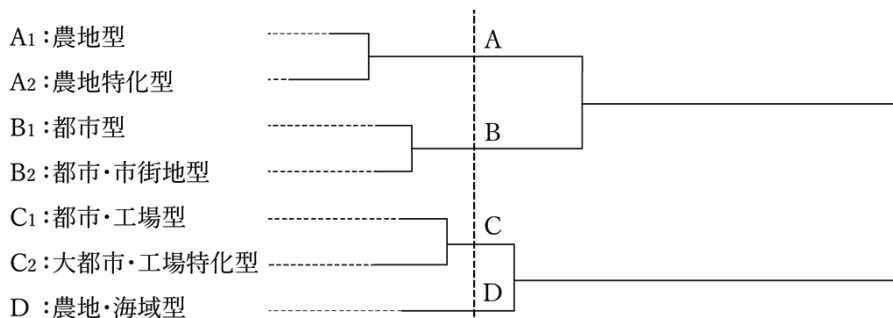 A1：農地型
A2：農地特化型
B1：都市型
B2：都市・市街地型
C1：都市・工場型
C2：大都市・工場特化型
D：農地・海域型
A
B
C
D